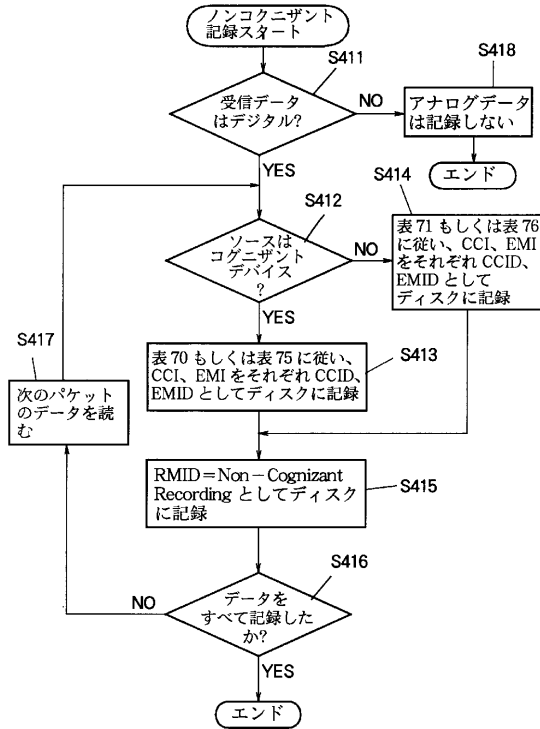 ノンコクニザント
記録スタート
S411
受信データ
はデジタル?
NO
YES
S418
アナログデータ
は記録しない
エンド
S412
ソースは
コグニザント
デバイス
?
NO
YES
S414
表71もしくは表76
に従い、CCI、EMI
をそれぞれCCID、
EMIDとして
ディスクに記録
S417
次のパケット
のデータを読
む
S413
表70もしくは表75に従い、
CCI、EMIをそれぞれCCID、
EMIDとしてディスクに記録
S415
RMID=Non-Cognizant
Recordingとしてディスク
に記録
S416
データを
すべて記録した
か?
NO
YES
エンド